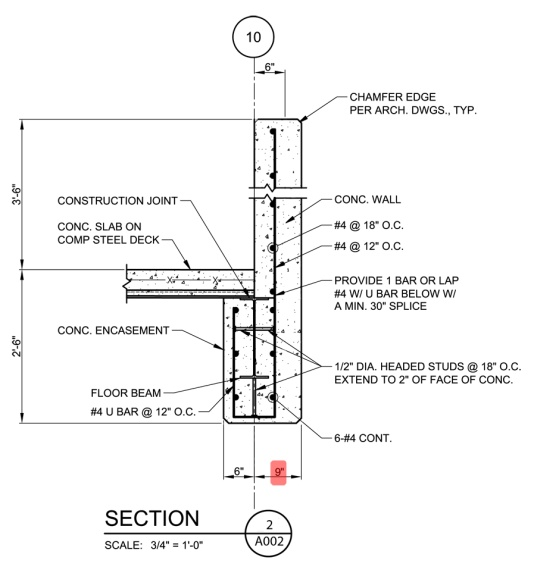 10
6"
CHAMFER EDGE
PER ARCH. DWGS., TYP.
3'-6"
CONSTRUCTION JOINT
CONC. SLAB ON
COMP STEEL DECK
CONC. WALL
#4 @ 18" O.C.
#4 @ 12" O.C.
PROVIDE 1 BAR OR LAP
#4 W/ U BAR BELOW W/
A MIN. 30" SPLICE
2'-6"
CONC. ENCASEMENT
1/2" DIA. HEADED STUDS @ 18" O.C.
EXTEND TO 2" OF FACE OF CONC.
FLOOR BEAM
#4 U BAR @ 12" O.C.
6-#4 CONT.
6"
9"
SECTION
SCALE: 3/4" = 1'-0"
2
A002